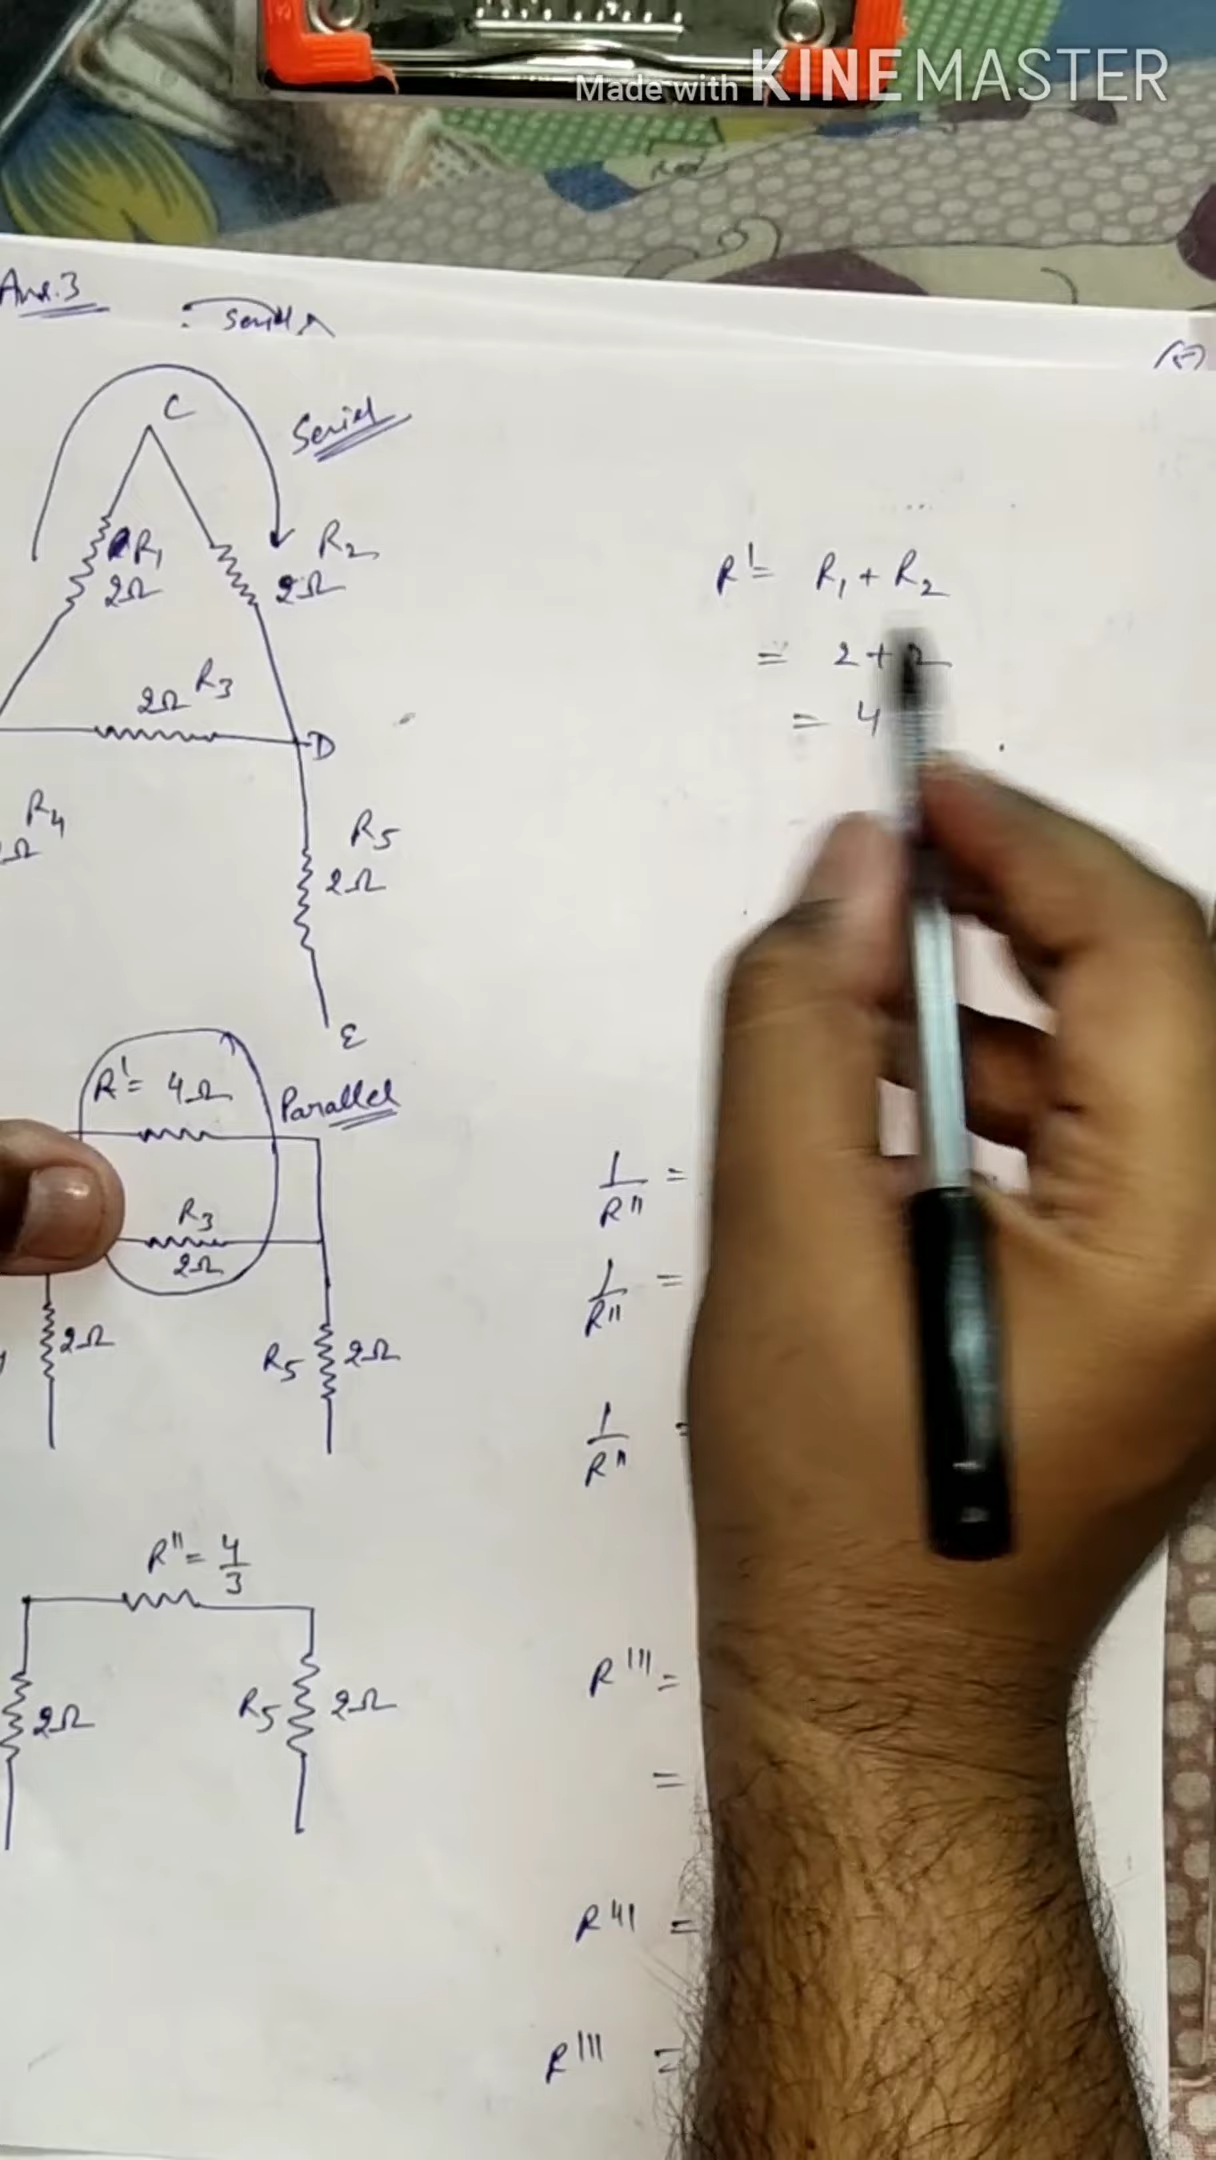 Made with KINEMASTER
Ans.3
Series
C
Series
R1
2Ω
R2
2Ω
R' = R1 + R2
= 2+2
= 4
2Ω R3
D
R4
Ω
R5
2Ω
E
R' = 4Ω
Parallel
R3
2Ω
2Ω
R5 2Ω
1/R'' =
1/R'' =
1/R'' =
R'' = 4/3
2Ω
R5 2Ω
R''' =
=
R''' =
R''' =